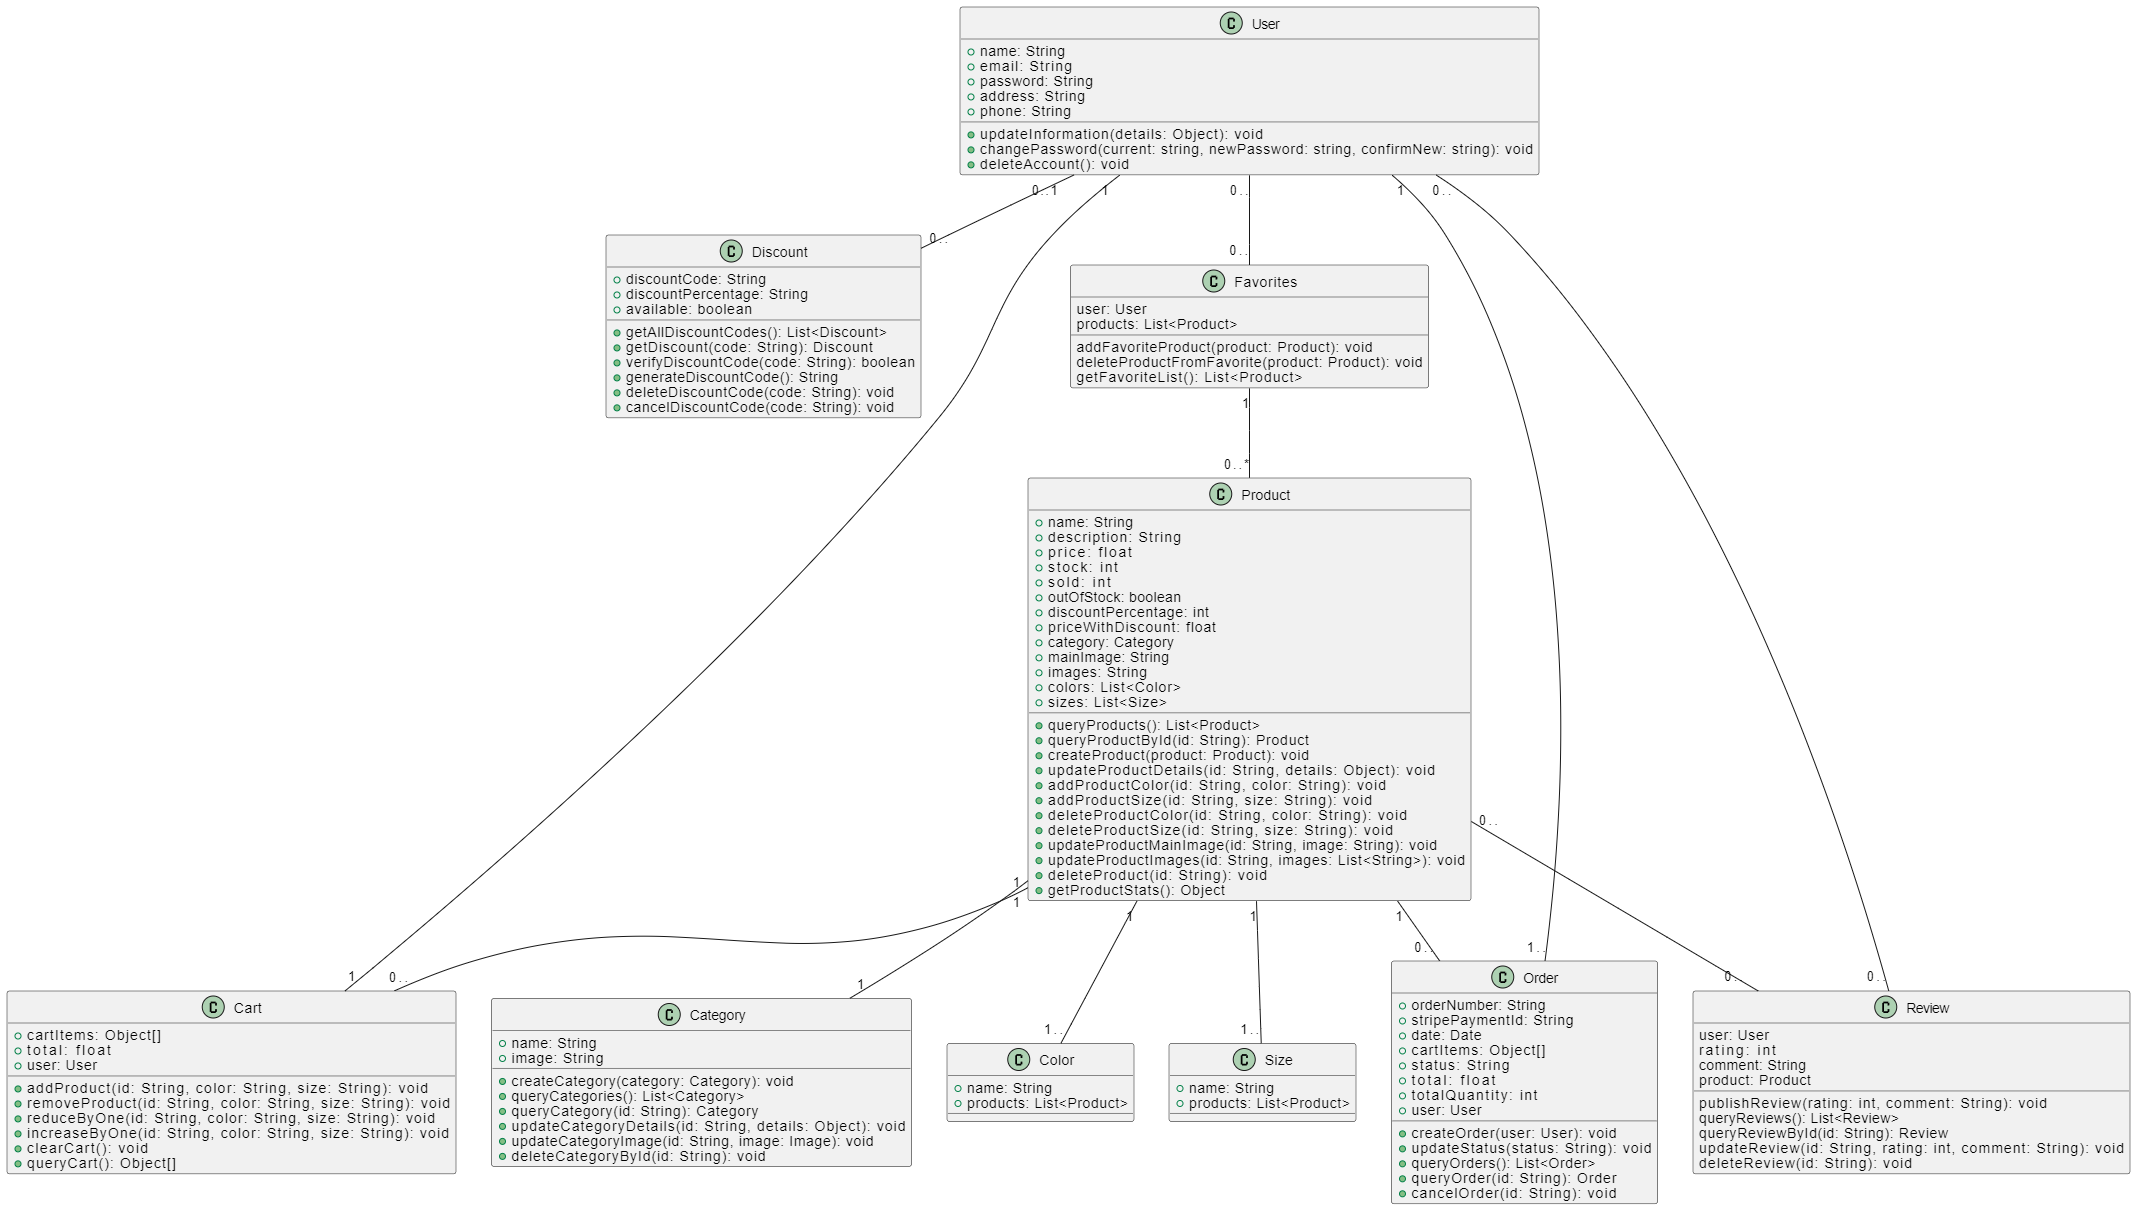 C User
name: String
email: String
password: String
address: String
phone: String
updateInformation(details: Object): void
changePassword(current: string, newPassword: string, confirmNew: string): void
deleteAccount(): void
0..1
1
0..
1
0..
0..
0..
C Discount
discountCode: String
discountPercentage: String
available: boolean
getAllDiscountCodes(): List<Discount>
getDiscount(code: String): Discount
verifyDiscountCode(code: String): boolean
generateDiscountCode(): String
deleteDiscountCode(code: String): void
cancelDiscountCode(code: String): void
C Favorites
user: User
products: List<Product>
addFavoriteProduct(product: Product): void
deleteProductFromFavorite(product: Product): void
getFavoriteList(): List<Product>
1
0..*
C Product
name: String
description: String
price: float
stock: int
sold: int
outOfStock: boolean
discountPercentage: int
priceWithDiscount: float
category: Category
mainImage: String
images: String
colors: List<Color>
sizes: List<Size>
queryProducts(): List<Product>
queryProductById(id: String): Product
createProduct(product: Product): void
updateProductDetails(id: String, details: Object): void
addProductColor(id: String, color: String): void
addProductSize(id: String, size: String): void
deleteProductColor(id: String, color: String): void
deleteProductSize(id: String, size: String): void
updateProductMainImage(id: String, image: String): void
updateProductImages(id: String, images: List<String>): void
deleteProduct(id: String): void
getProductStats(): Object
0..
1
1
1
1
1
1
0..
1
1..
1..
0..
1..
0..
0..
C Cart
cartItems: Object[]
total: float
user: User
addProduct(id: String, color: String, size: String): void
removeProduct(id: String, color: String, size: String): void
reduceByOne(id: String, color: String, size: String): void
increaseByOne(id: String, color: String, size: String): void
clearCart(): void
queryCart(): Object[]
C Category
name: String
image: String
createCategory(category: Category): void
queryCategories(): List<Category>
queryCategory(id: String): Category
updateCategoryDetails(id: String, details: Object): void
updateCategoryImage(id: String, image: Image): void
deleteCategoryById(id: String): void
C Color
name: String
products: List<Product>
C Size
name: String
products: List<Product>
C Order
orderNumber: String
stripePaymentId: String
date: Date
cartItems: Object[]
status: String
total: float
totalQuantity: int
user: User
createOrder(user: User): void
updateStatus(status: String): void
queryOrders(): List<Order>
queryOrder(id: String): Order
cancelOrder(id: String): void
C Review
user: User
rating: int
comment: String
product: Product
publishReview(rating: int, comment: String): void
queryReviews(): List<Review>
queryReviewById(id: String): Review
updateReview(id: String, rating: int, comment: String): void
deleteReview(id: String): void